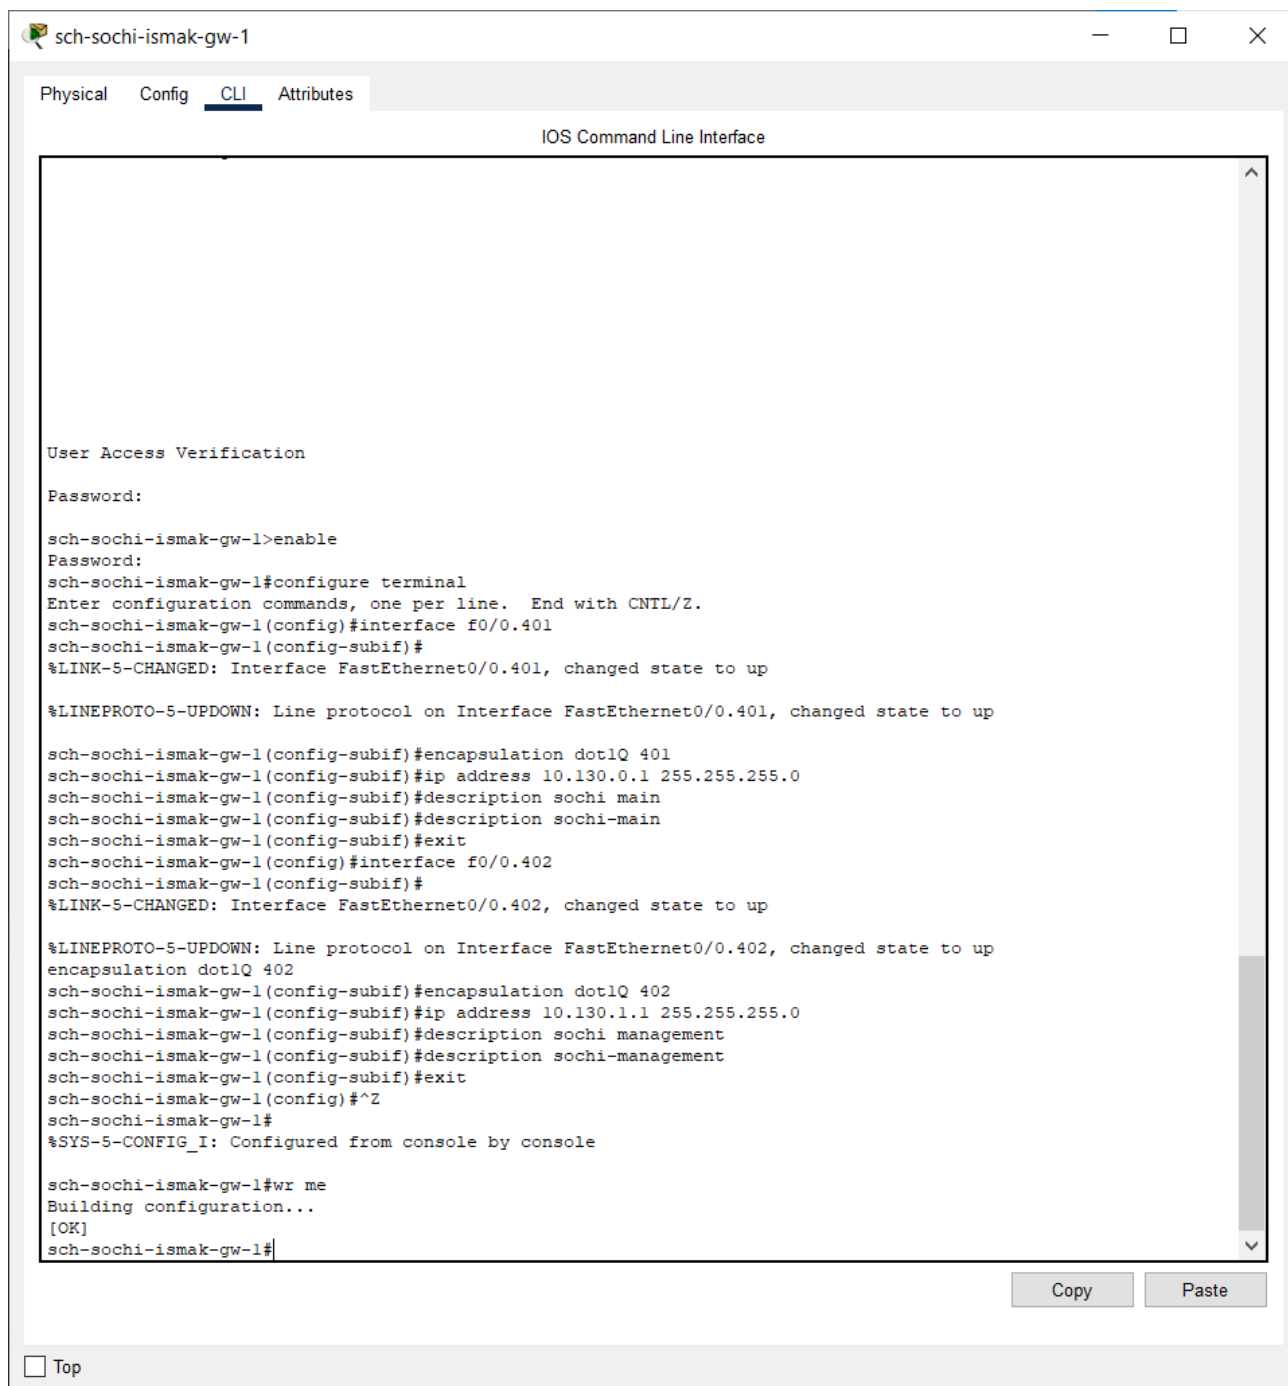 sch-sochi-ismak-gw-1
Physical Config CLI Attributes
IOS Command Line Interface
User Access Verification
Password:
sch-sochi-ismak-gw-1>enable
Password:
sch-sochi-ismak-gw-1#configure terminal
Enter configuration commands, one per line.  End with CNTL/Z.
sch-sochi-ismak-gw-1(config)#interface f0/0.401
sch-sochi-ismak-gw-1(config-subif)#
%LINK-5-CHANGED: Interface FastEthernet0/0.401, changed state to up
%LINEPROTO-5-UPDOWN: Line protocol on Interface FastEthernet0/0.401, changed state to up
sch-sochi-ismak-gw-1(config-subif)#encapsulation dot1Q 401
sch-sochi-ismak-gw-1(config-subif)#ip address 10.130.0.1 255.255.255.0
sch-sochi-ismak-gw-1(config-subif)#description sochi main
sch-sochi-ismak-gw-1(config-subif)#description sochi-main
sch-sochi-ismak-gw-1(config-subif)#exit
sch-sochi-ismak-gw-1(config)#interface f0/0.402
sch-sochi-ismak-gw-1(config-subif)#
%LINK-5-CHANGED: Interface FastEthernet0/0.402, changed state to up
%LINEPROTO-5-UPDOWN: Line protocol on Interface FastEthernet0/0.402, changed state to up
encapsulation dot1Q 402
sch-sochi-ismak-gw-1(config-subif)#encapsulation dot1Q 402
sch-sochi-ismak-gw-1(config-subif)#ip address 10.130.1.1 255.255.255.0
sch-sochi-ismak-gw-1(config-subif)#description sochi management
sch-sochi-ismak-gw-1(config-subif)#description sochi-management
sch-sochi-ismak-gw-1(config-subif)#exit
sch-sochi-ismak-gw-1(config)#^Z
sch-sochi-ismak-gw-1#
%SYS-5-CONFIG_I: Configured from console by console
sch-sochi-ismak-gw-1#wr me
Building configuration...
[OK]
sch-sochi-ismak-gw-1#
Copy Paste
Top